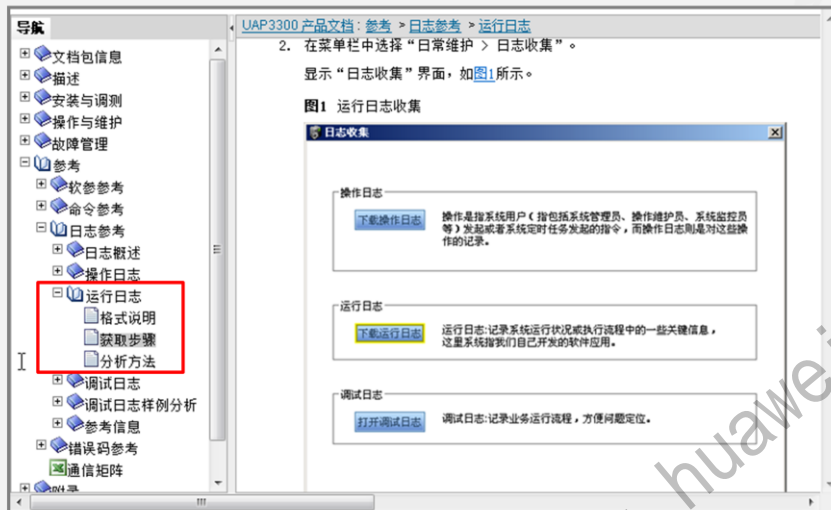 导航
文档包信息
描述
安装与调测
操作与维护
故障管理
参考
软参参考
命令参考
日志参考
日志概述
操作日志
运行日志
格式说明
获取步骤
分析方法
调试日志
调试日志样例分析
参考信息
错误码参考
通信矩阵
附录
UAP3300 产品文档：参考 > 日志参考 > 运行日志
2. 在菜单栏中选择“日常维护 > 日志收集”。
显示“日志收集”界面，如图1所示。
图1 运行日志收集
日志收集
操作日志
下载操作日志
操作是指系统用户（指包括系统管理员、操作维护员、系统监控员
等）发起或者系统定时任务发起的指令，而操作日志则是对这些操
作的记录。
运行日志
下载运行日志
运行日志:记录系统运行状况或执行流程中的一些关键信息，
这里系统指我们自己开发的软件应用。
调试日志
打开调试日志
调试日志:记录业务运行流程，方便问题定位。
huawei